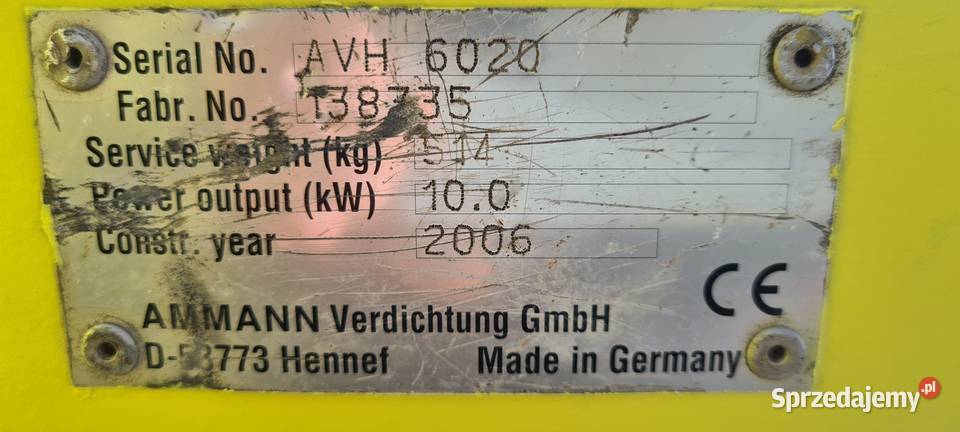 Serial No. AVH 6020
Fabr. No. 138735
Service weight (kg) 514
Power output (kW) 10.0
Constr. year 2006
CE
AMMANN Verdichtung GmbH
D-53773 Hennef Made in Germany
Sprzedajemy.pl